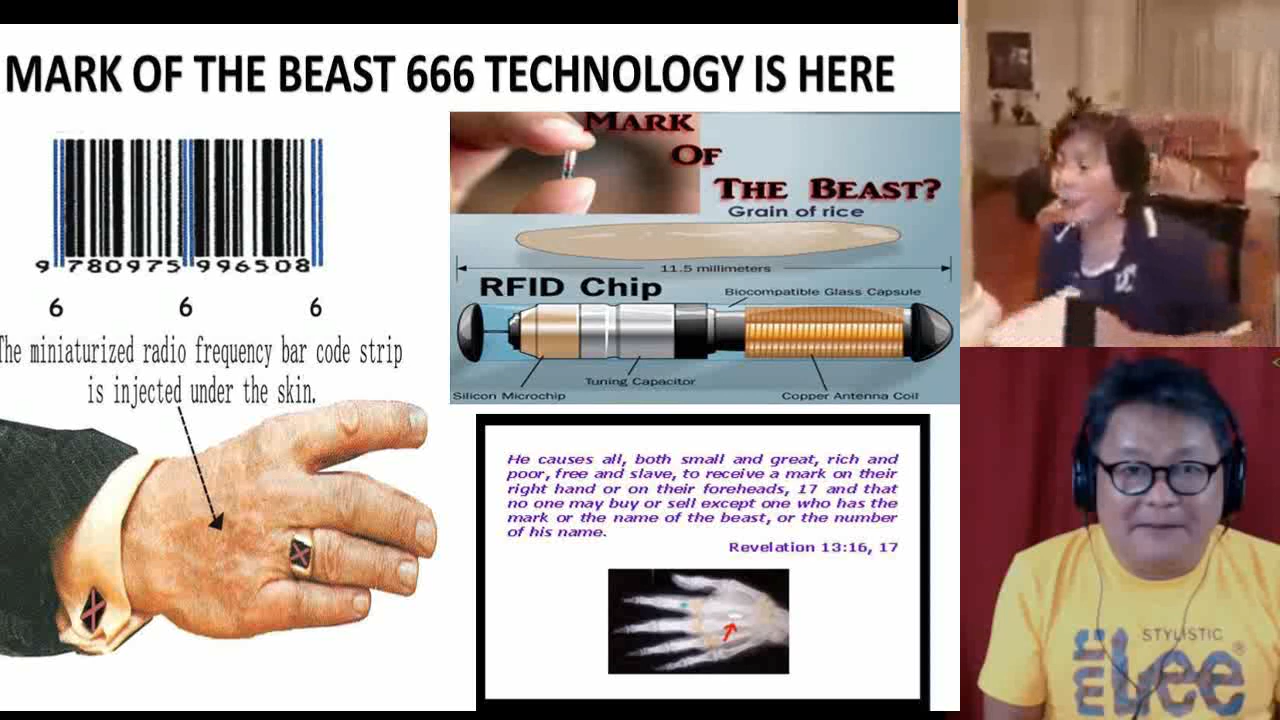 MARK OF THE BEAST 666 TECHNOLOGY IS HERE
9 780975 996508
6 6 6
The miniaturized radio frequency bar code strip
is injected under the skin.
MARK
OF
THE BEAST?
Grain of rice
11.5 millimeters
RFID Chip
Biocompatible Glass Capsule
Tuning Capacitor
Silicon Microchip
Copper Antenna Coil
He causes all, both small and great, rich and
poor, free and slave, to receive a mark on their
right hand or on their foreheads, 17 and that
no one may buy or sell except one who has the
mark or the name of the beast, or the number
of his name.
Revelation 13:16, 17
STYLISTIC
Lee®